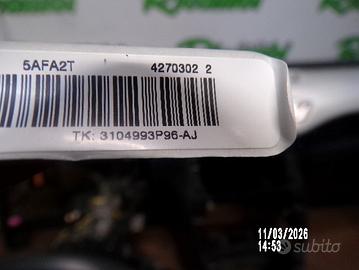 5AFA2T 4270302 2
TK: 3104993P96-AJ
11/03/2026
14:53
subito